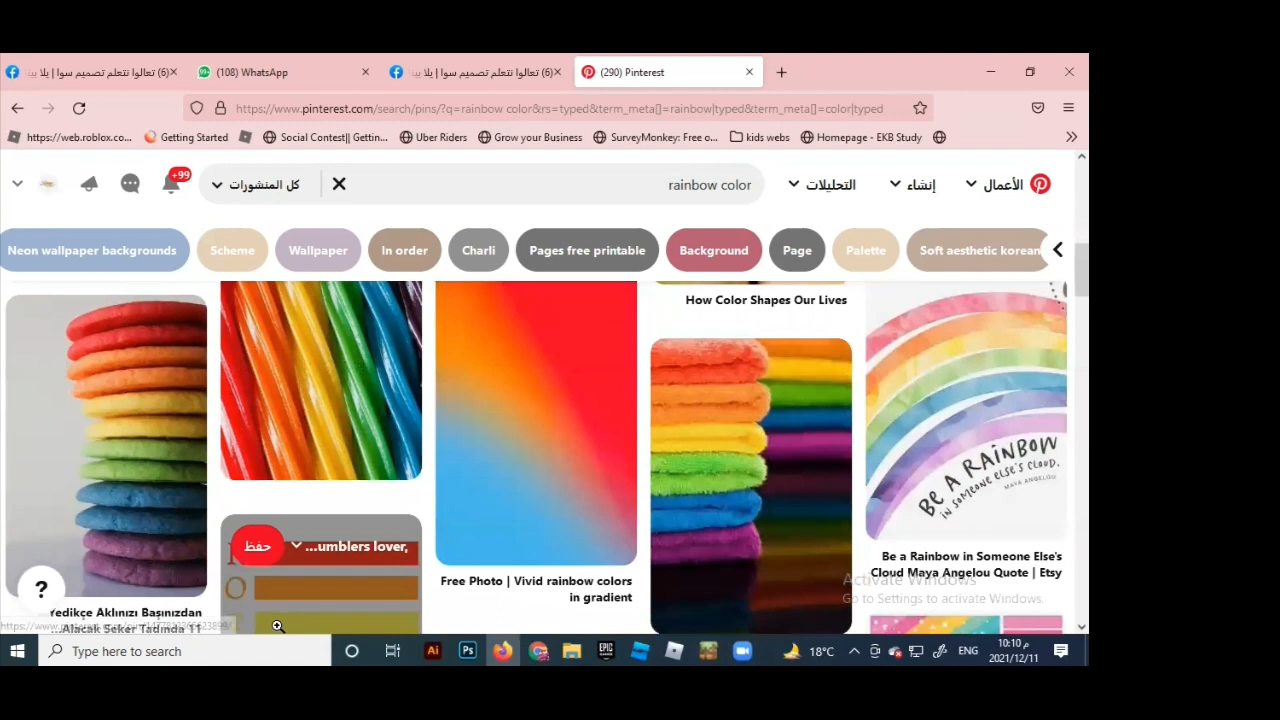 (6) تعالوا نتعلم تصميم سوا | يلا بيـ
(108) WhatsApp
(6) تعالوا نتعلم تصميم سوا | يلا بيـ
(290) Pinterest
https://www.pinterest.com/search/pins/?q=rainbow color&rs=typed&term_meta[]=rainbow|typed&term_meta[]=color|typed
https://web.roblox.co...
Getting Started
Social Contest|| Gettin...
Uber Riders
Grow your Business
SurveyMonkey: Free o...
kids webs
Homepage - EKB Study
+99
كل المنشورات
rainbow color
التحليلات
إنشاء
الأعمال
Neon wallpaper backgrounds
Scheme
Wallpaper
In order
Charli
Pages free printable
Background
Page
Palette
Soft aesthetic korean
How Color Shapes Our Lives
BE A RAINBOW
IN SOMEONE ELSE'S CLOUD.
MAYA ANGELOU
حفظ
...umblers lover,
O
Be a Rainbow in Someone Else's
Cloud Maya Angelou Quote | Etsy
Free Photo | Vivid rainbow colors
in gradient
?
Yedikçe Aklınızı Başınızdan
...Alacak Şeker Tadında 11
Activate Windows
Go to Settings to activate Windows.
Type here to search
Ai
Ps
EPIC
18°C
ENG
10:10 م
2021/12/11